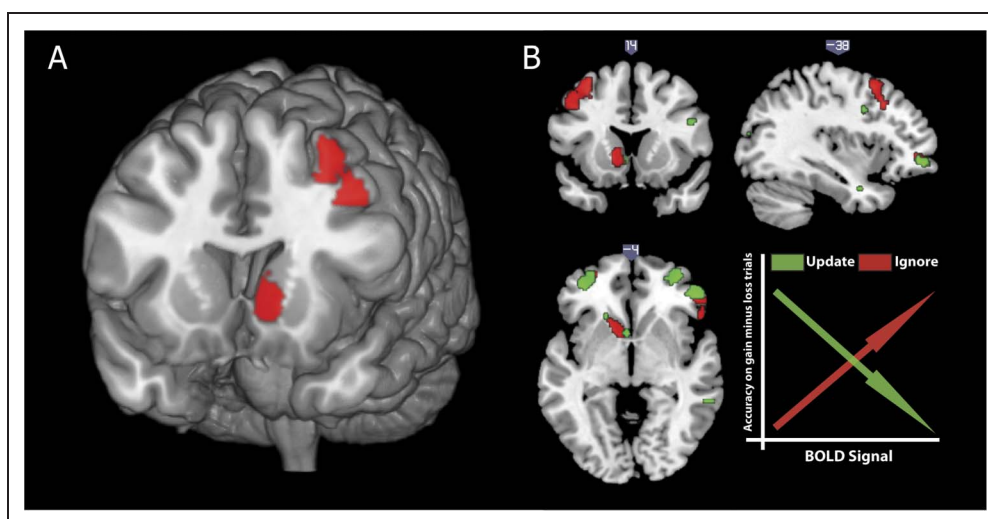 A
B
14
−38
−4
Update
Ignore
Accuracy on gain minus loss trials
BOLD Signal